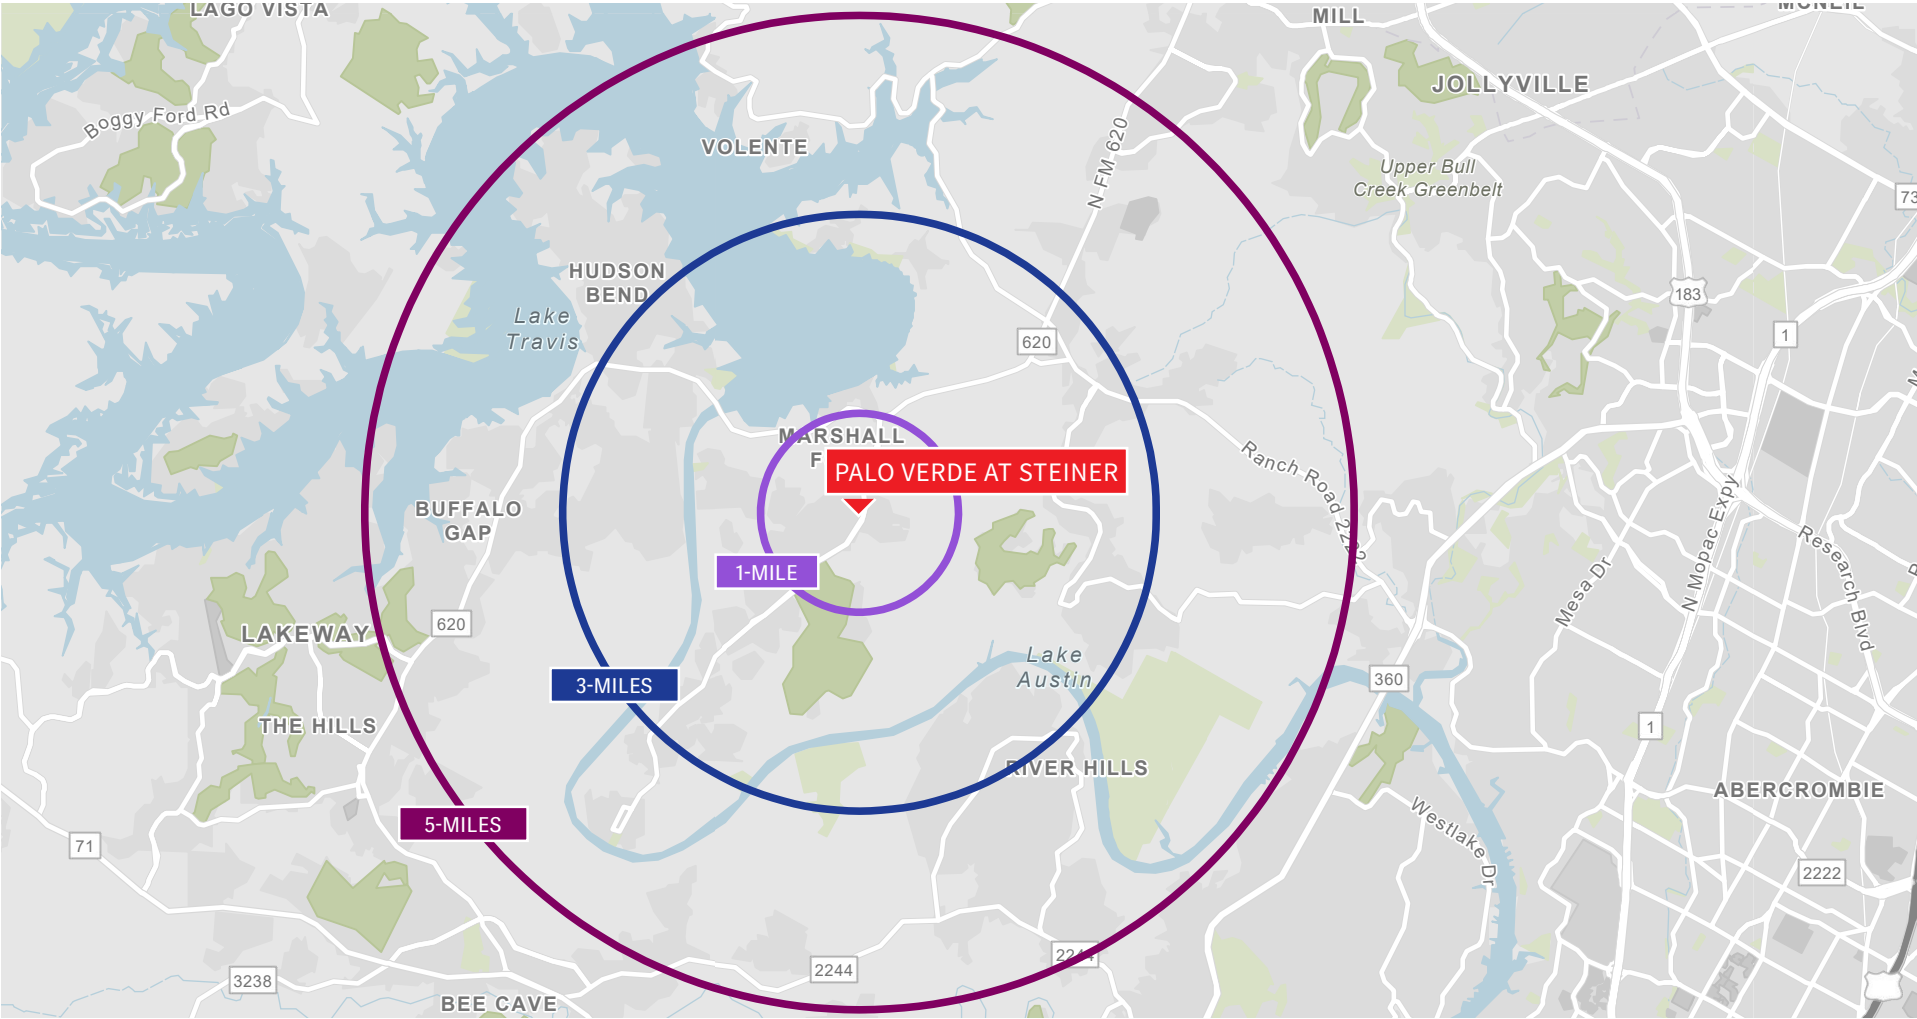 LAGO VISTA
MILL
MCNEIL
JOLLYVILLE
Boggy Ford Rd
VOLENTE
N FM 620
Upper Bull
Creek Greenbelt
73
HUDSON
BEND
183
Lake
Travis
620
1
MARSHALL
F
PALO VERDE AT STEINER
Ranch Road 2222
BUFFALO
GAP
N Mopac Expy
Research Blvd
1-MILE
Mesa Dr
620
LAKEWAY
Lake
Austin
360
3-MILES
THE HILLS
1
RIVER HILLS
ABERCROMBIE
5-MILES
Westlake Dr
71
2222
2244
2244
3238
BEE CAVE